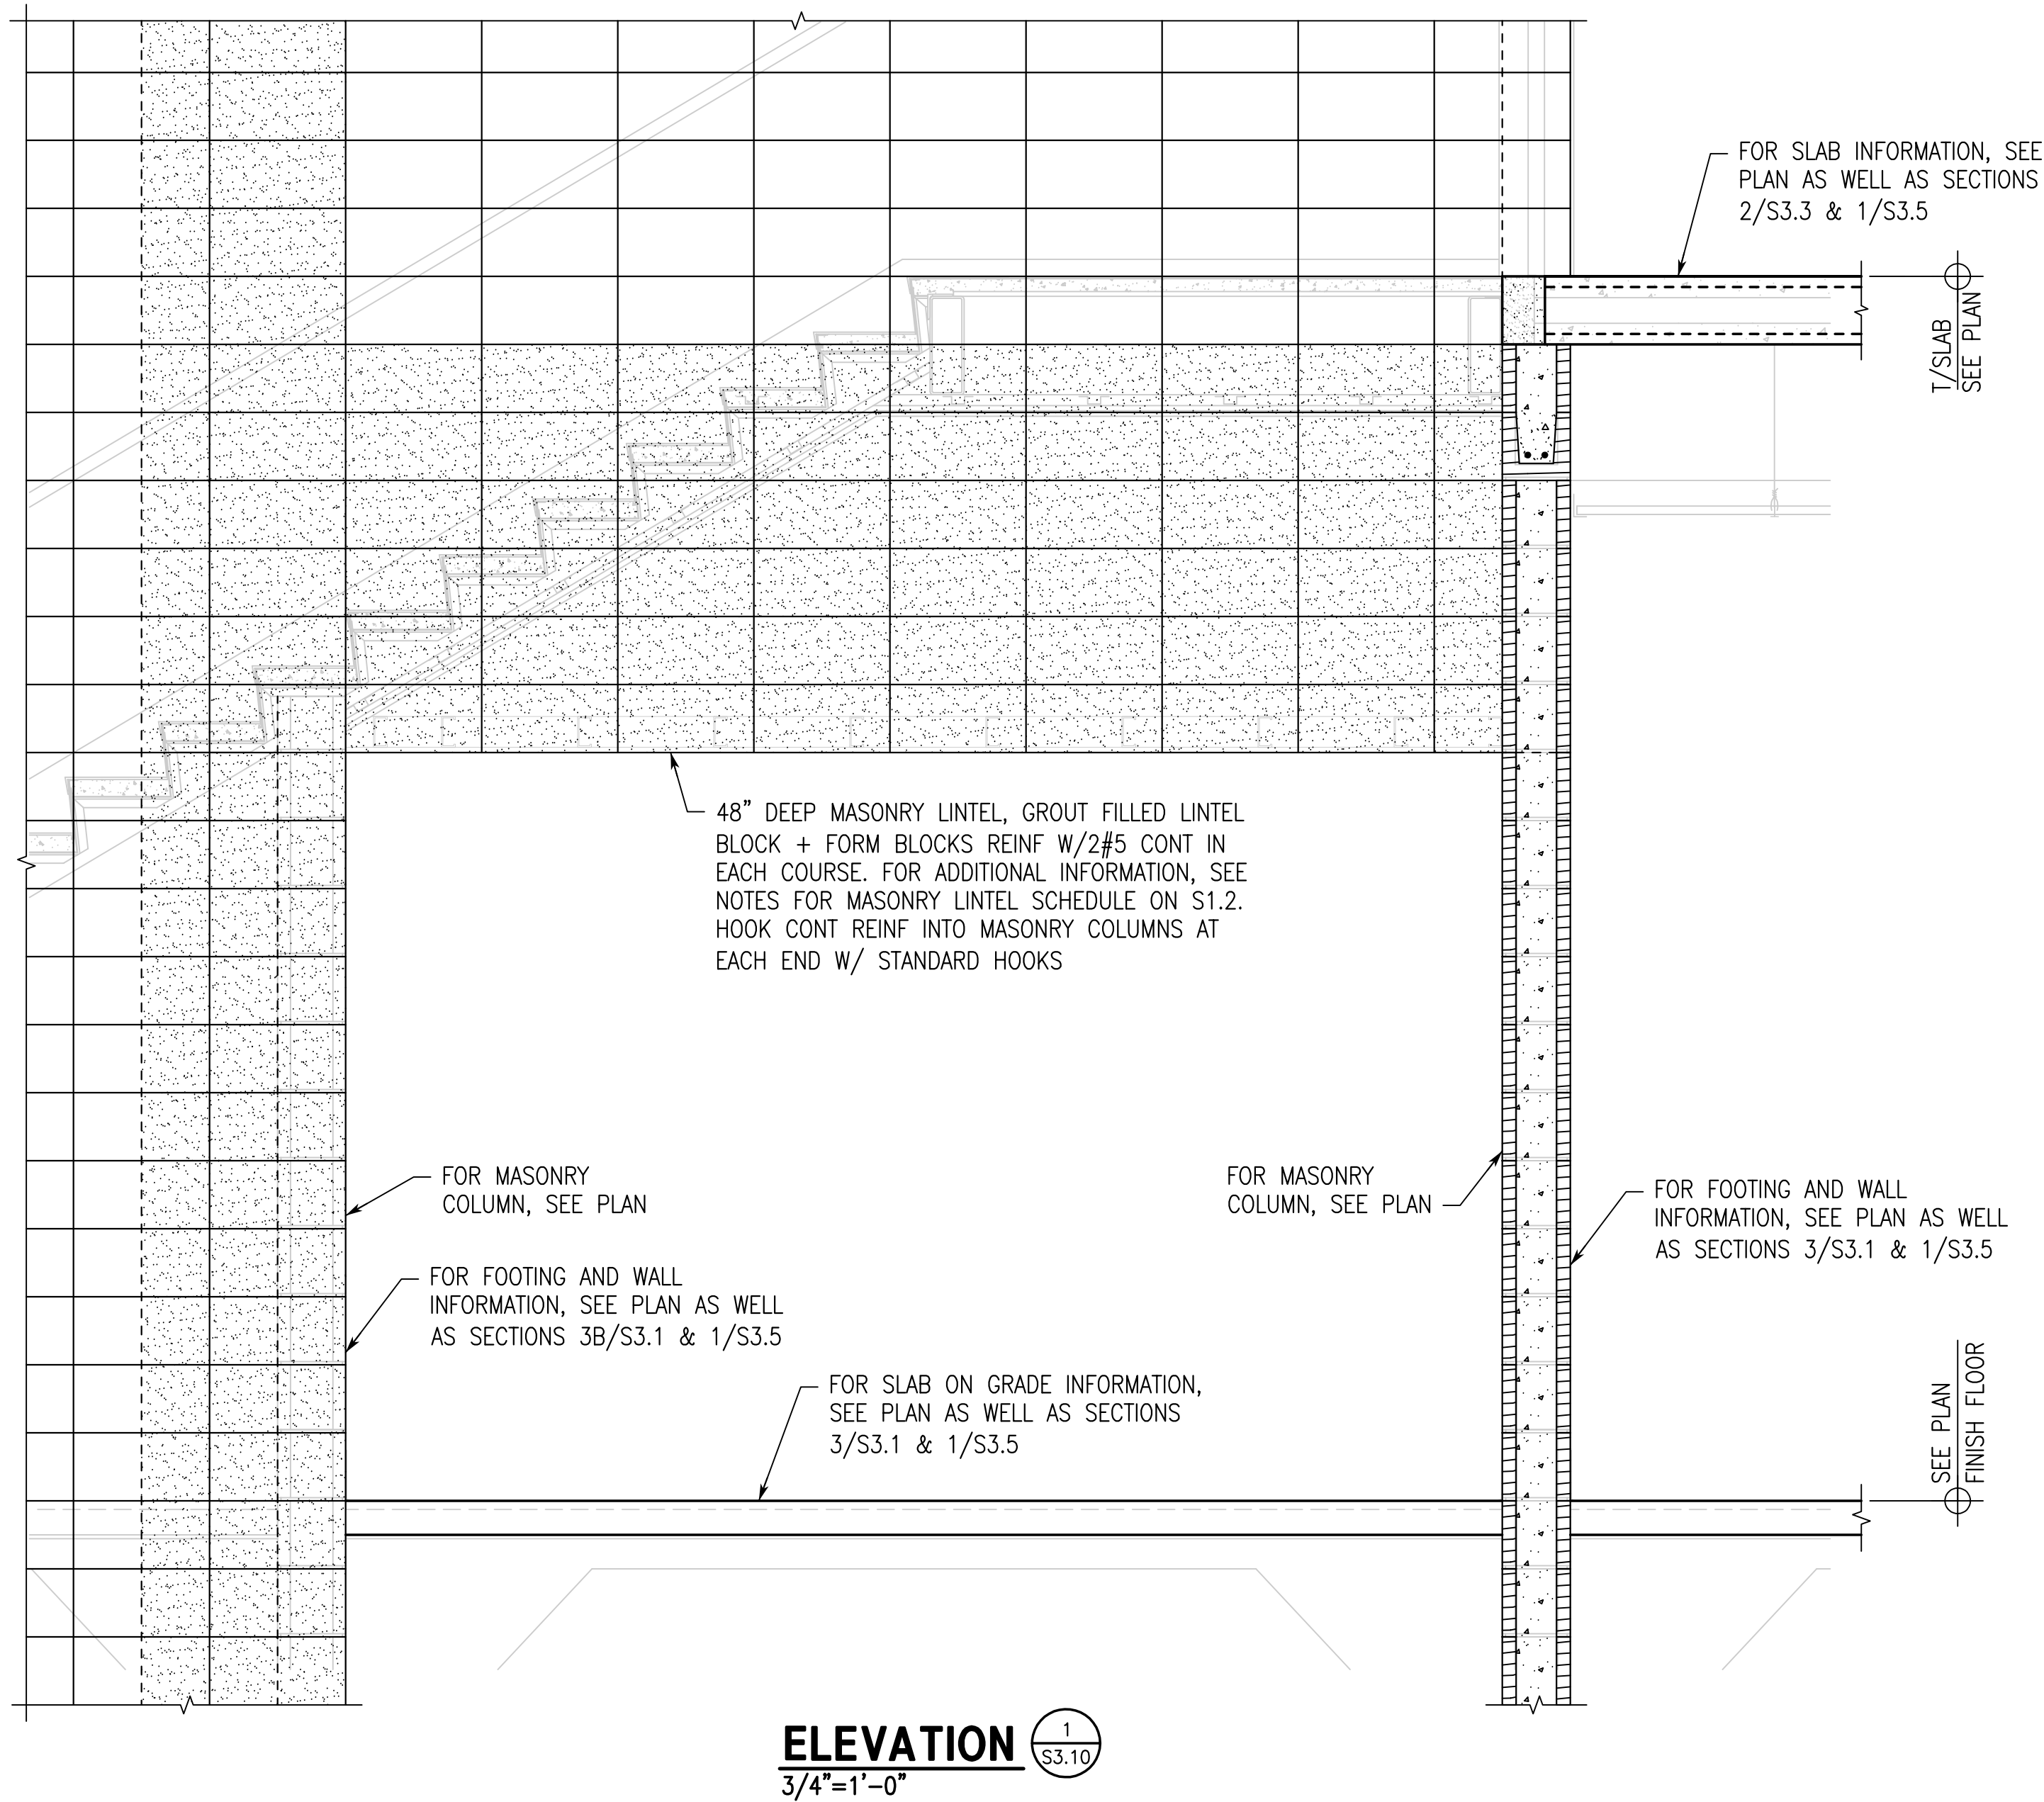 FOR SLAB INFORMATION, SEE
PLAN AS WELL AS SECTIONS
2/S3.3 & 1/S3.5
T/SLAB
SEE PLAN
48" DEEP MASONRY LINTEL, GROUT FILLED LINTEL
BLOCK + FORM BLOCKS REINF W/2#5 CONT IN
EACH COURSE. FOR ADDITIONAL INFORMATION, SEE
NOTES FOR MASONRY LINTEL SCHEDULE ON S1.2.
HOOK CONT REINF INTO MASONRY COLUMNS AT
EACH END W/ STANDARD HOOKS
FOR MASONRY
COLUMN, SEE PLAN
FOR MASONRY
COLUMN, SEE PLAN
FOR FOOTING AND WALL
INFORMATION, SEE PLAN AS WELL
AS SECTIONS 3/S3.1 & 1/S3.5
FOR FOOTING AND WALL
INFORMATION, SEE PLAN AS WELL
AS SECTIONS 3B/S3.1 & 1/S3.5
FOR SLAB ON GRADE INFORMATION,
SEE PLAN AS WELL AS SECTIONS
3/S3.1 & 1/S3.5
SEE PLAN
FINISH FLOOR
ELEVATION
1
S3.10
3/4"=1'-0"